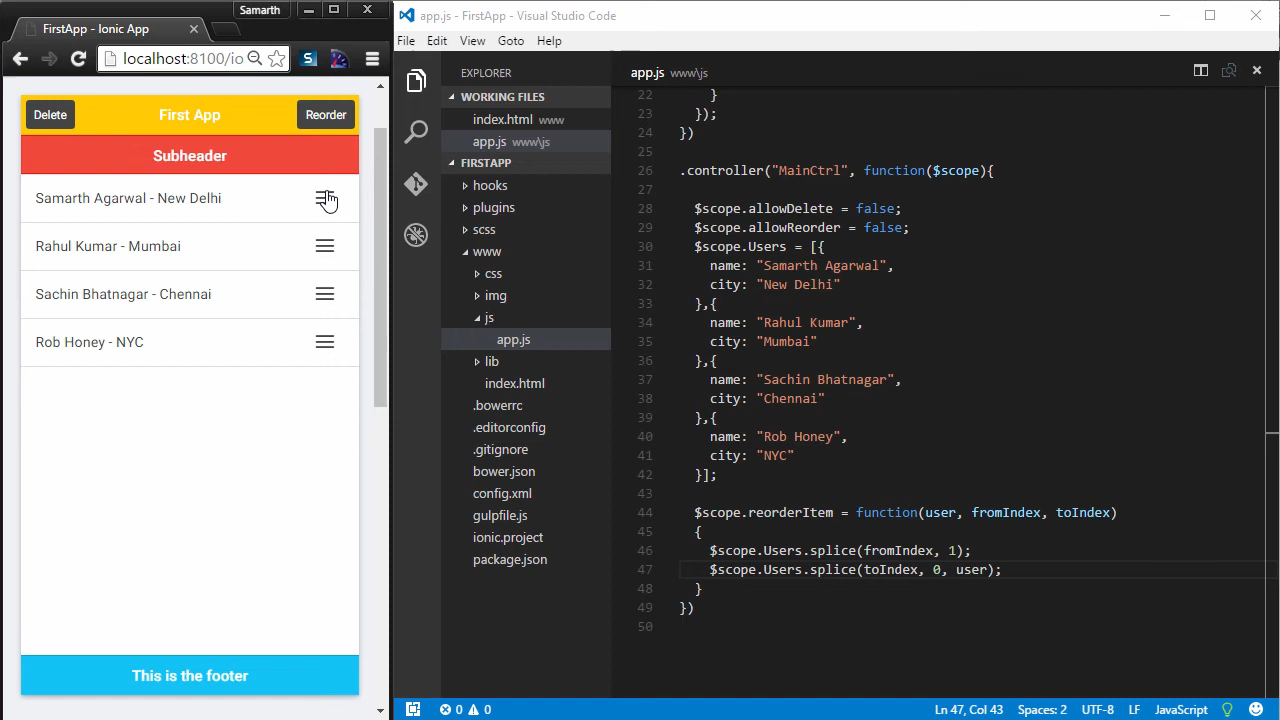 Samarth
FirstApp - Ionic App
localhost:8100/io
Delete
First App
Reorder
Subheader
Samarth Agarwal - New Delhi
Rahul Kumar - Mumbai
Sachin Bhatnagar - Chennai
Rob Honey - NYC
This is the footer
app.js - FirstApp - Visual Studio Code
File Edit View Goto Help
EXPLORER
WORKING FILES
index.html www
app.js www\js
FIRSTAPP
hooks
plugins
scss
www
css
img
js
app.js
lib
index.html
.bowerrc
.editorconfig
.gitignore
bower.json
config.xml
gulpfile.js
ionic.project
package.json
app.js www\js
22 }
23 });
24 })
25
26 .controller("MainCtrl", function($scope){
27
28 $scope.allowDelete = false;
29 $scope.allowReorder = false;
30 $scope.Users = [{
31 name: "Samarth Agarwal",
32 city: "New Delhi"
33 },{
34 name: "Rahul Kumar",
35 city: "Mumbai"
36 },{
37 name: "Sachin Bhatnagar",
38 city: "Chennai"
39 },{
40 name: "Rob Honey",
41 city: "NYC"
42 }];
43
44 $scope.reorderItem = function(user, fromIndex, toIndex)
45 {
46 $scope.Users.splice(fromIndex, 1);
47 $scope.Users.splice(toIndex, 0, user);
48 }
49 })
50
0 0
Ln 47, Col 43 Spaces: 2 UTF-8 LF JavaScript